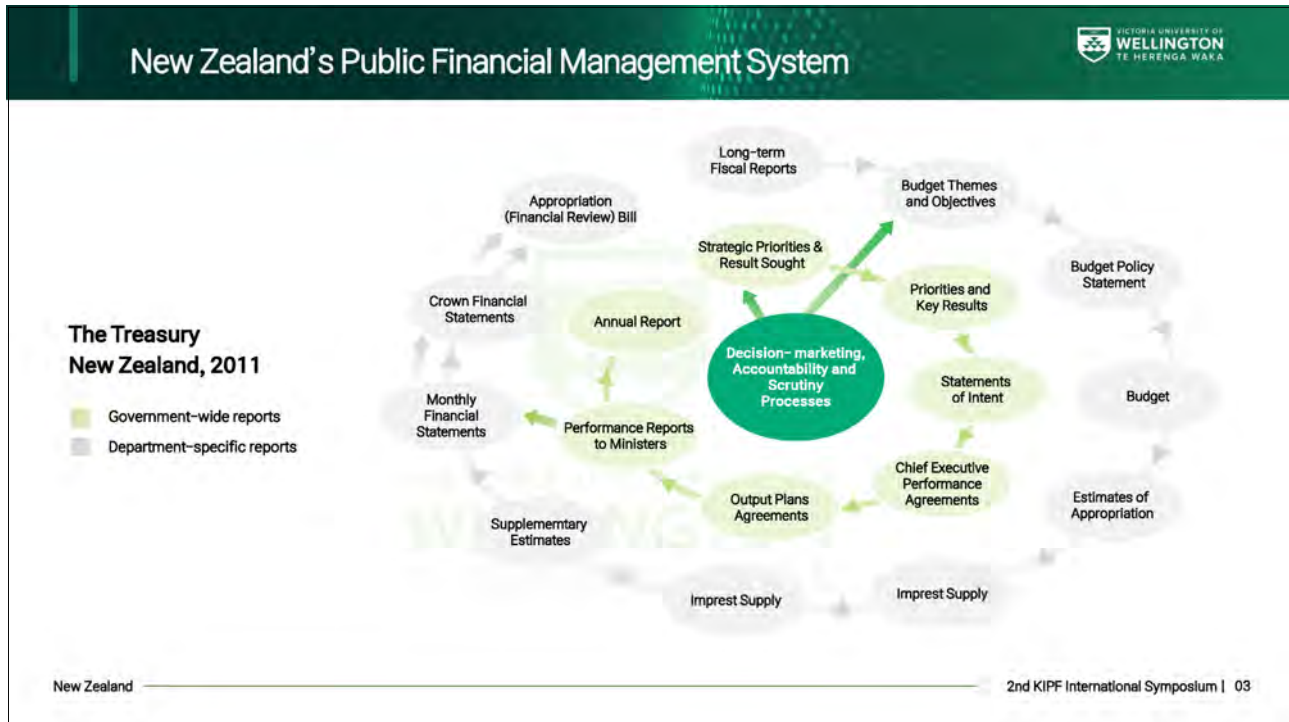 New Zealand's Public Financial Management System
VICTORIA UNIVERSITY OF
WELLINGTON
TE HERENGA WAKA
Long-term
Fiscal Reports
Budget Themes
and Objectives
Appropriation
(Financial Review) Bill
Strategic Priorities &
Result Sought
Budget Policy
Statement
Priorities and
Key Results
Crown Financial
Statements
Annual Report
The Treasury
New Zealand, 2011
Decision- marketing,
Accountability and
Scrutiny
Processes
Statements
of Intent
Budget
Monthly
Financial
Statements
Government-wide reports
Department-specific reports
Performance Reports
to Ministers
Chief Executive
Performance
Agreements
Output Plans
Agreements
Estimates of
Appropriation
Supplememtary
Estimates
Imprest Supply
Imprest Supply
New Zealand
2nd KIPF International Symposium | 03